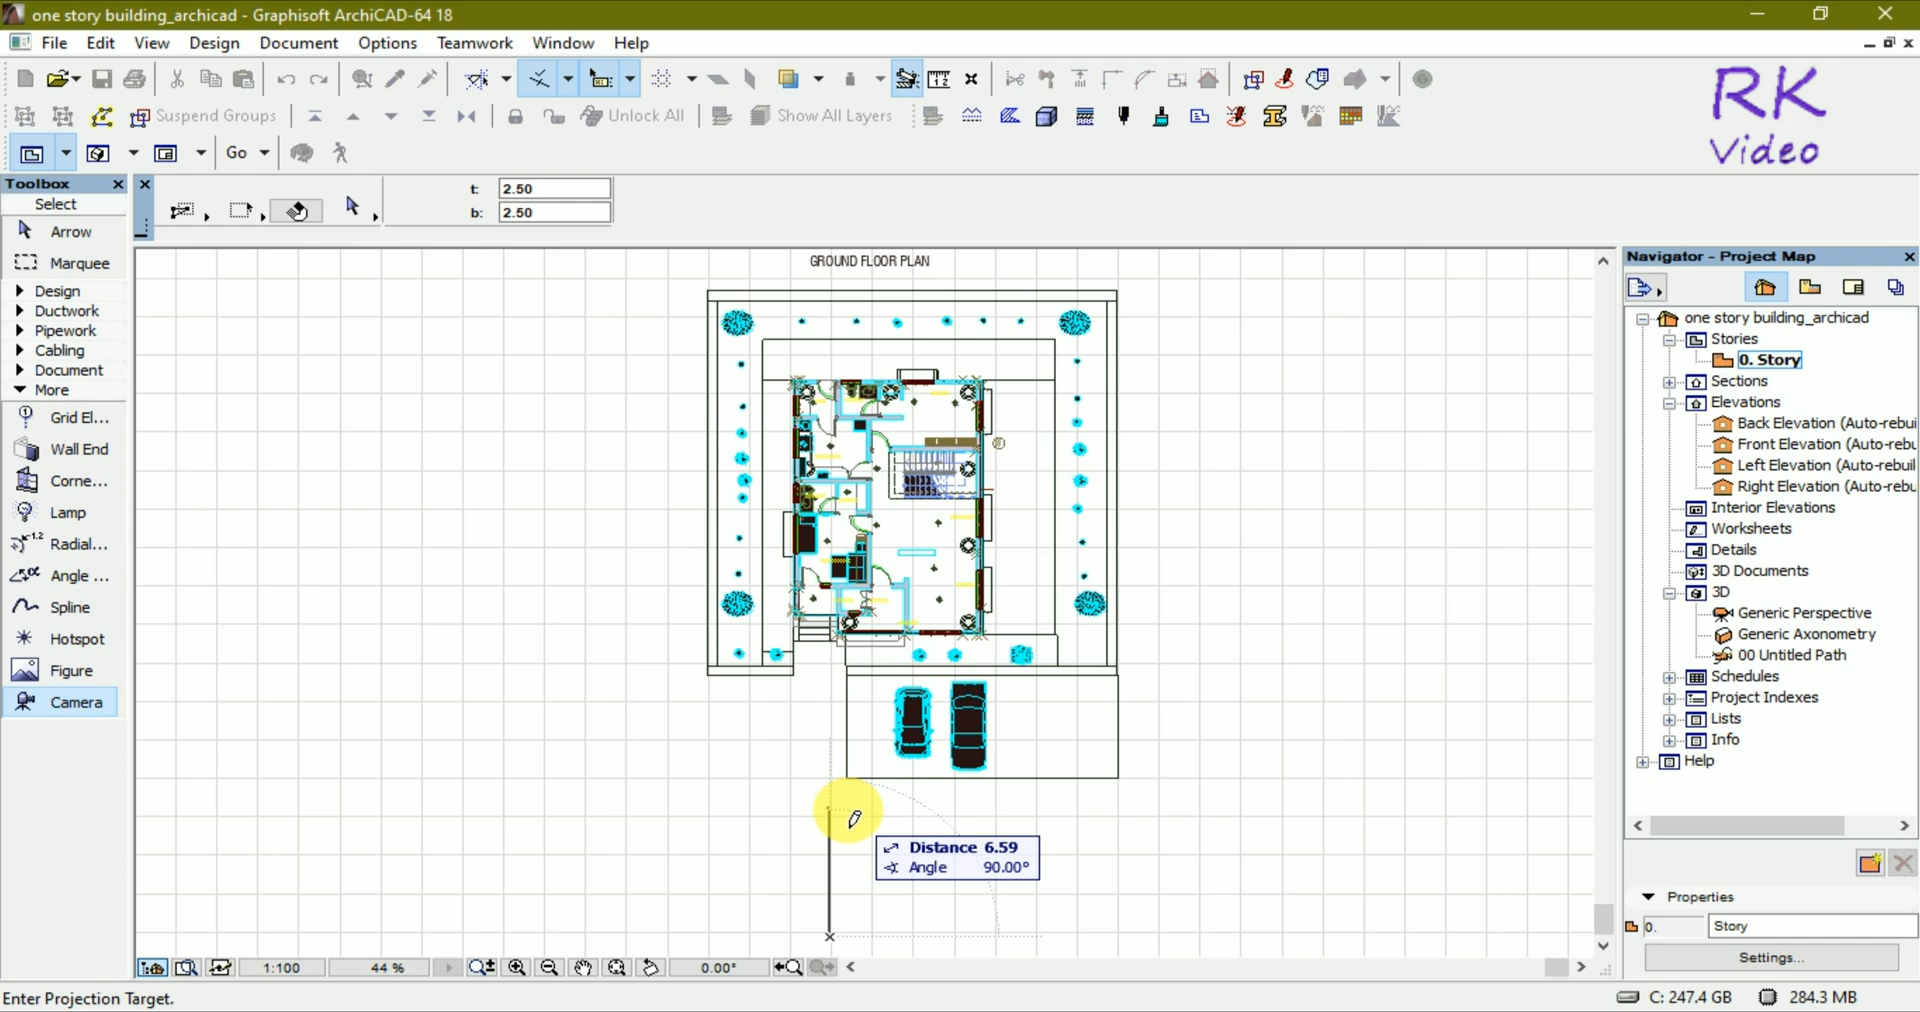 one story building_archicad - Graphisoft ArchiCAD-64 18
File Edit View Design Document Options Teamwork Window Help
RK
Video
Suspend Groups Unlock All Show All Layers
Go
Toolbox
Select
t: 2.50
b: 2.50
Arrow
Marquee
Design
Ductwork
Pipework
Cabling
Document
More
Grid El...
Wall End
Corne...
Lamp
1.2 Radial...
Angle ...
Spline
Hotspot
Figure
Camera
GROUND FLOOR PLAN
Distance 6.59
Angle 90.00°
Navigator - Project Map
one story building_archicad
Stories
0. Story
Sections
Elevations
Back Elevation (Auto-rebui
Front Elevation (Auto-rebu
Left Elevation (Auto-rebuil
Right Elevation (Auto-rebu
Interior Elevations
Worksheets
Details
3D Documents
3D
Generic Perspective
Generic Axonometry
00 Untitled Path
Schedules
Project Indexes
Lists
Info
Help
Properties
0. Story
Settings...
1:100 44 % 0.00°
Enter Projection Target.
C: 247.4 GB 284.3 MB